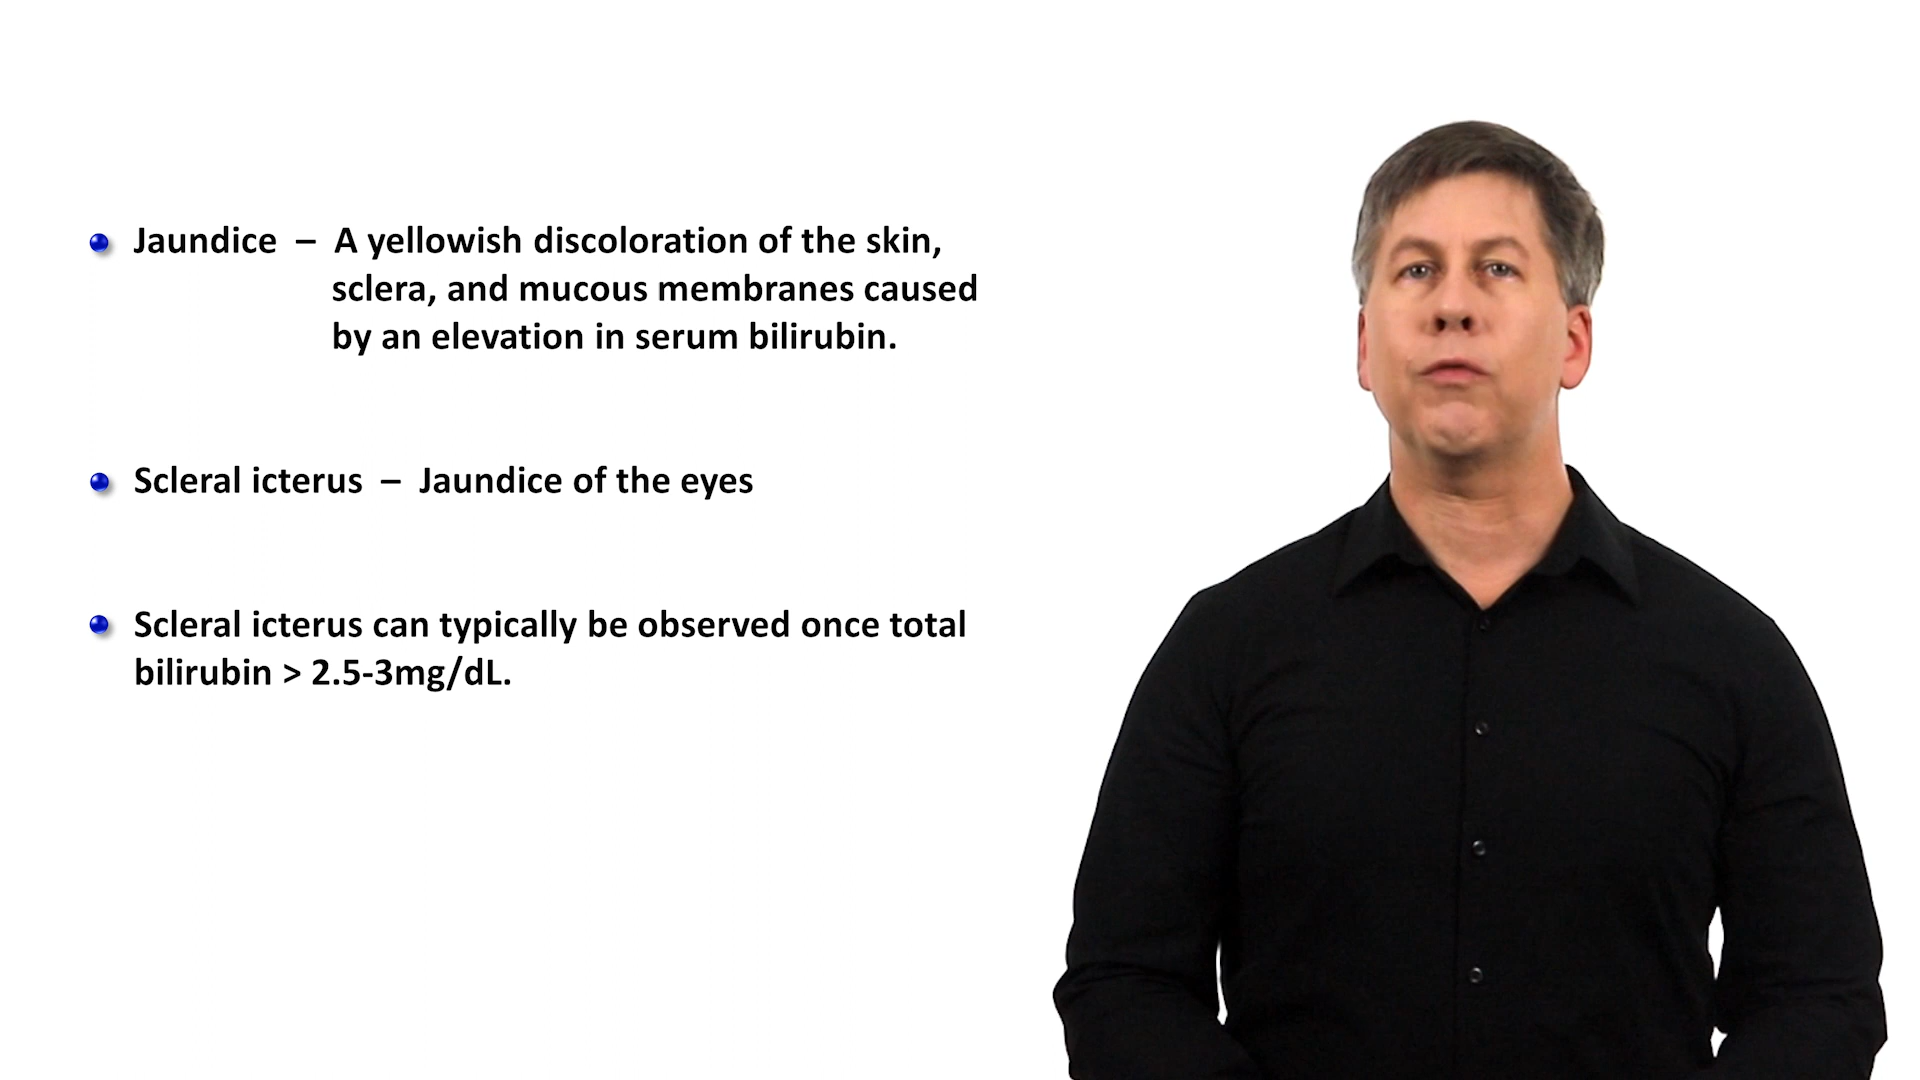 Jaundice – A yellowish discoloration of the skin,
sclera, and mucous membranes caused
by an elevation in serum bilirubin.
Scleral icterus – Jaundice of the eyes
Scleral icterus can typically be observed once total
bilirubin > 2.5-3mg/dL.